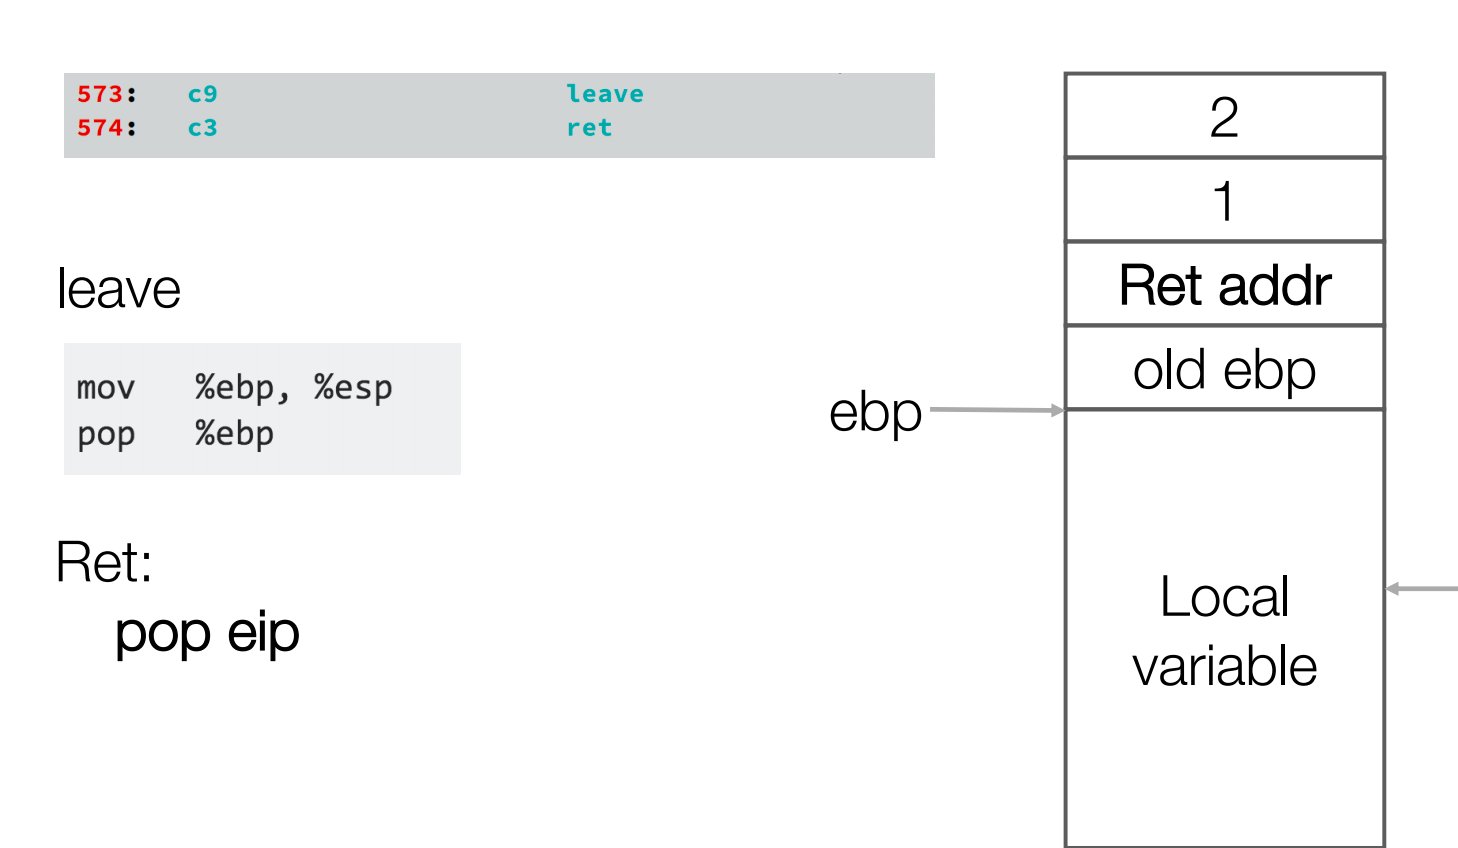 573: c9 leave
574: c3 ret
leave
mov %ebp, %esp
pop %ebp
Ret:
pop eip
2
1
Ret addr
old ebp
ebp
Local
variable